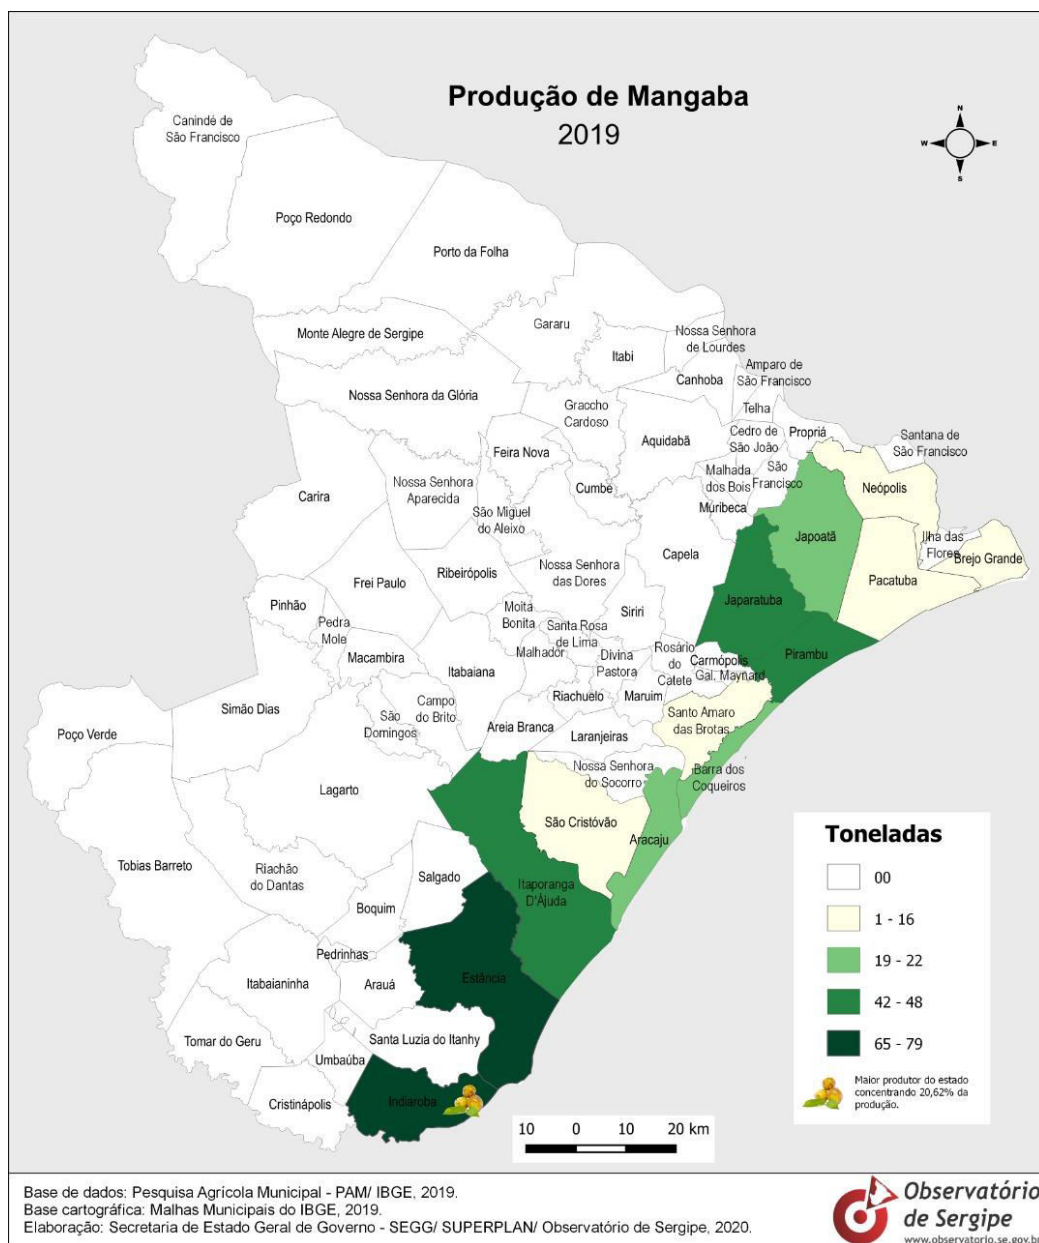 Produção de Mangaba
2019
N
W
E
S
Canindé de
São Francisco
Poço Redondo
Porto da Folha
Monte Alegre de Sergipe
Gararu
Nossa Senhora
de Lourdes
Itabi
Amparo de
São Francisco
Canhoba
Nossa Senhora da Glória
Graccho
Cardoso
Telha
Cedro de
São João
Propriá
Santana de
São Francisco
Aquidabã
Feira Nova
Malhada
dos Bois
São
Francisco
Neópolis
Nossa Senhora
Aparecida
Cumbe
Carira
São Miguel
do Aleixo
Muribeca
Japoatã
Ilha das
Flores
Brejo Grande
Capela
Nossa Senhora
das Dores
Ribeirópolis
Frei Paulo
Pacatuba
Japaratuba
Pinhão
Moita
Bonita
Siriri
Pedra
Mole
Santa Rosa
de Lima
Malhador
Macambira
Itabaiana
Divina
Pastora
Rosário
do
Catete
Carmópolis
Gal. Maynard
Pirambu
Riachuelo
Maruim
Simão Dias
Campo
do Brito
São
Domingos
Areia Branca
Laranjeiras
Santo Amaro
das Brotas
Poço Verde
Nossa Senhora
do Socorro
Barra dos
Coqueiros
Lagarto
São Cristóvão
Aracaju
Tobias Barreto
Riachão
do Dantas
Salgado
Itaporanga
D'Ájuda
Boquim
Pedrinhas
Estância
Itabaianinha
Arauá
Tomar do Geru
Santa Luzia do Itanhy
Umbaúba
Cristinápolis
Indiaroba
Toneladas
00
1 - 16
19 - 22
42 - 48
65 - 79
Maior produtor do estado
concentrando 20,62% da
produção.
10 0 10 20 km
Base de dados: Pesquisa Agrícola Municipal - PAM/ IBGE, 2019.
Base cartográfica: Malhas Municipais do IBGE, 2019.
Elaboração: Secretaria de Estado Geral de Governo - SEGG/ SUPERPLAN/ Observatório de Sergipe, 2020.
Observatório
de Sergipe
www.observatorio.se.gov.br